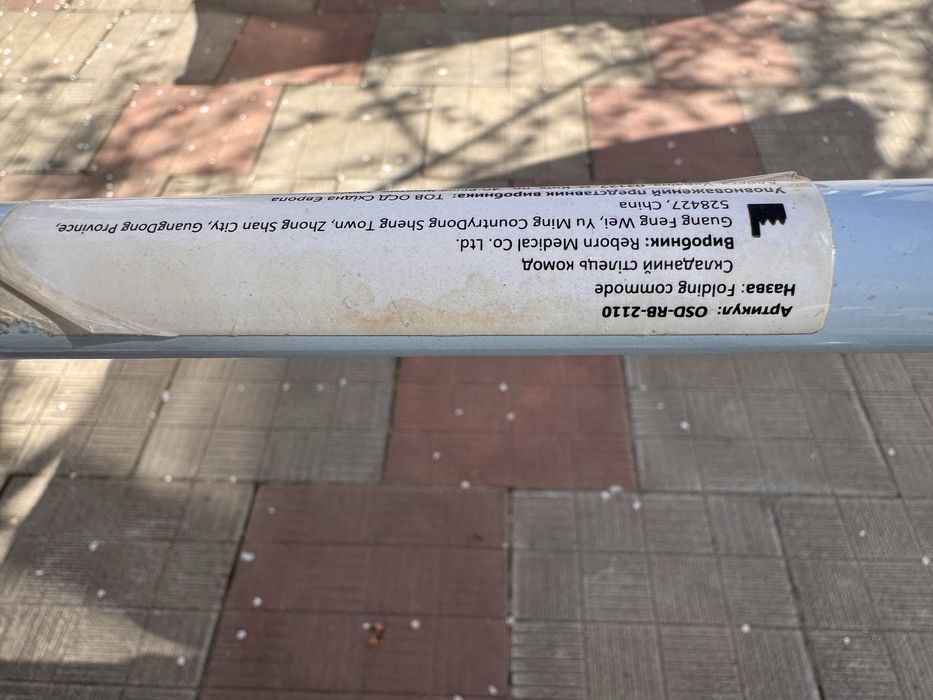 Артикул: OSD-RB-2110
Назва: Folding commode
Складаний стілець комод
Виробник: Reborn Medical Co. Ltd.
Guang Feng Wei, Yu Ming CountryDong Sheng Town, Zhong Shan City, GuangDong Province,
528427, China
Уповноважений представник виробника: ТОВ ОСД Східна Європа